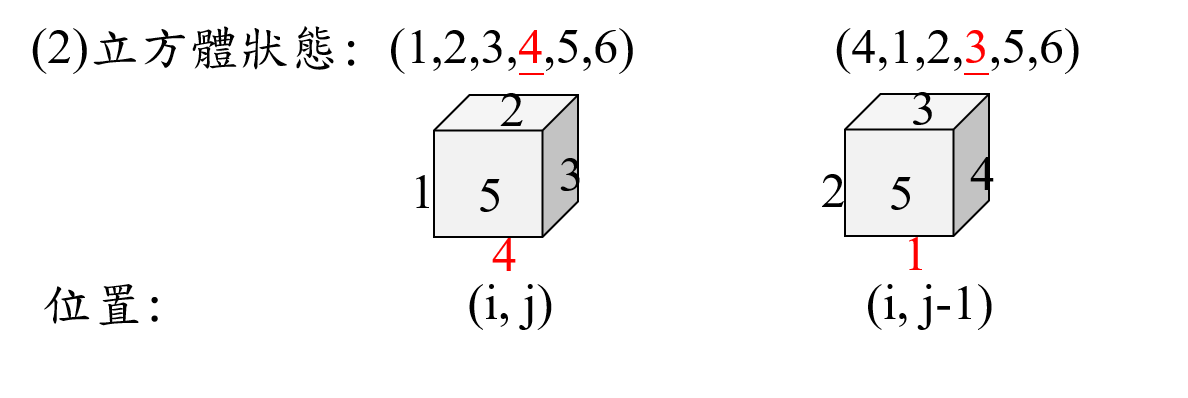 (2)立方體狀態：(1,2,3,4,5,6) (4,1,2,3,5,6)
2 3
1 5 3 2 5 4
4 1
位置： (i, j) (i, j-1)